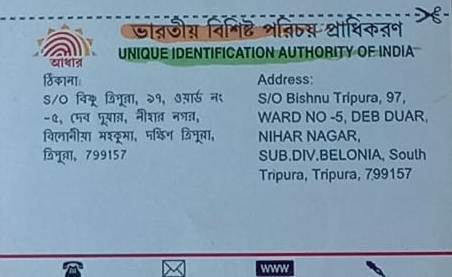 ভারতীয় বিশিষ্ট পরিচয় প্রাধিকরণ
UNIQUE IDENTIFICATION AUTHORITY OF INDIA
আধার
ঠিকানা:
S/O বিষ্ণু ত্রিপুরা, ৯৭, ওয়ার্ড নং
-৫, দেব দুয়ার, নীহার নগর,
বিলোনীয়া মহকুমা, দক্ষিণ ত্রিপুরা,
ত্রিপুরা, 799157
Address:
S/O Bishnu Tripura, 97,
WARD NO -5, DEB DUAR,
NIHAR NAGAR,
SUB.DIV.BELONIA, South
Tripura, Tripura, 799157
WWW